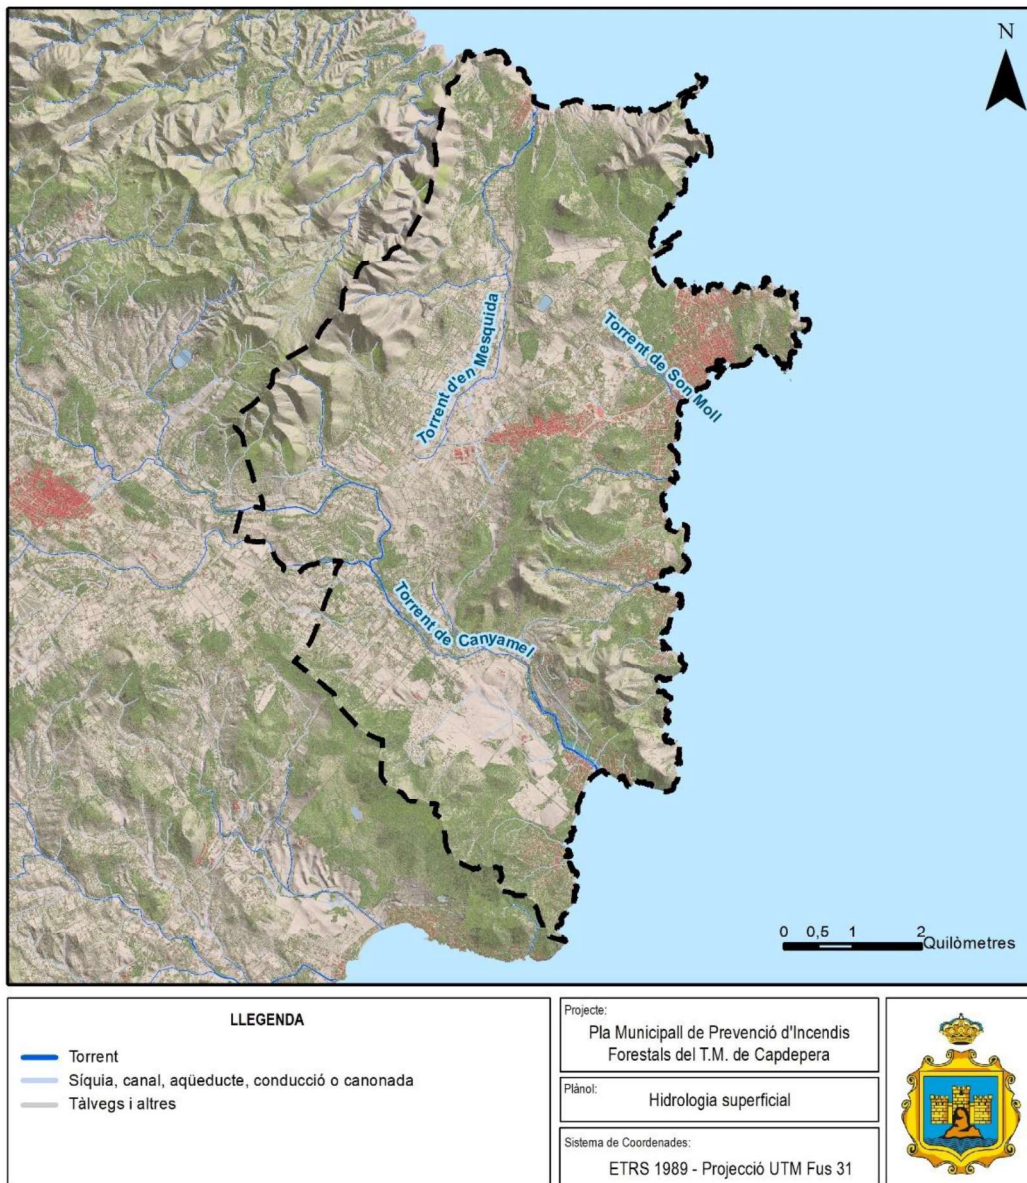 N
Torrent d'en Mesquida
Torrent de Son Moll
Torrent de Canyamel
0 0,5 1 2
Quilòmetres
LLEGENDA
Torrent
Síquia, canal, aqüeducte, conducció o canonada
Tàlvegs i altres
Projecte:
Pla Municipall de Prevenció d'Incendis
Forestals del T.M. de Capdepera
Plànol:
Hidrologia superficial
Sistema de Coordenades:
ETRS 1989 - Projecció UTM Fus 31